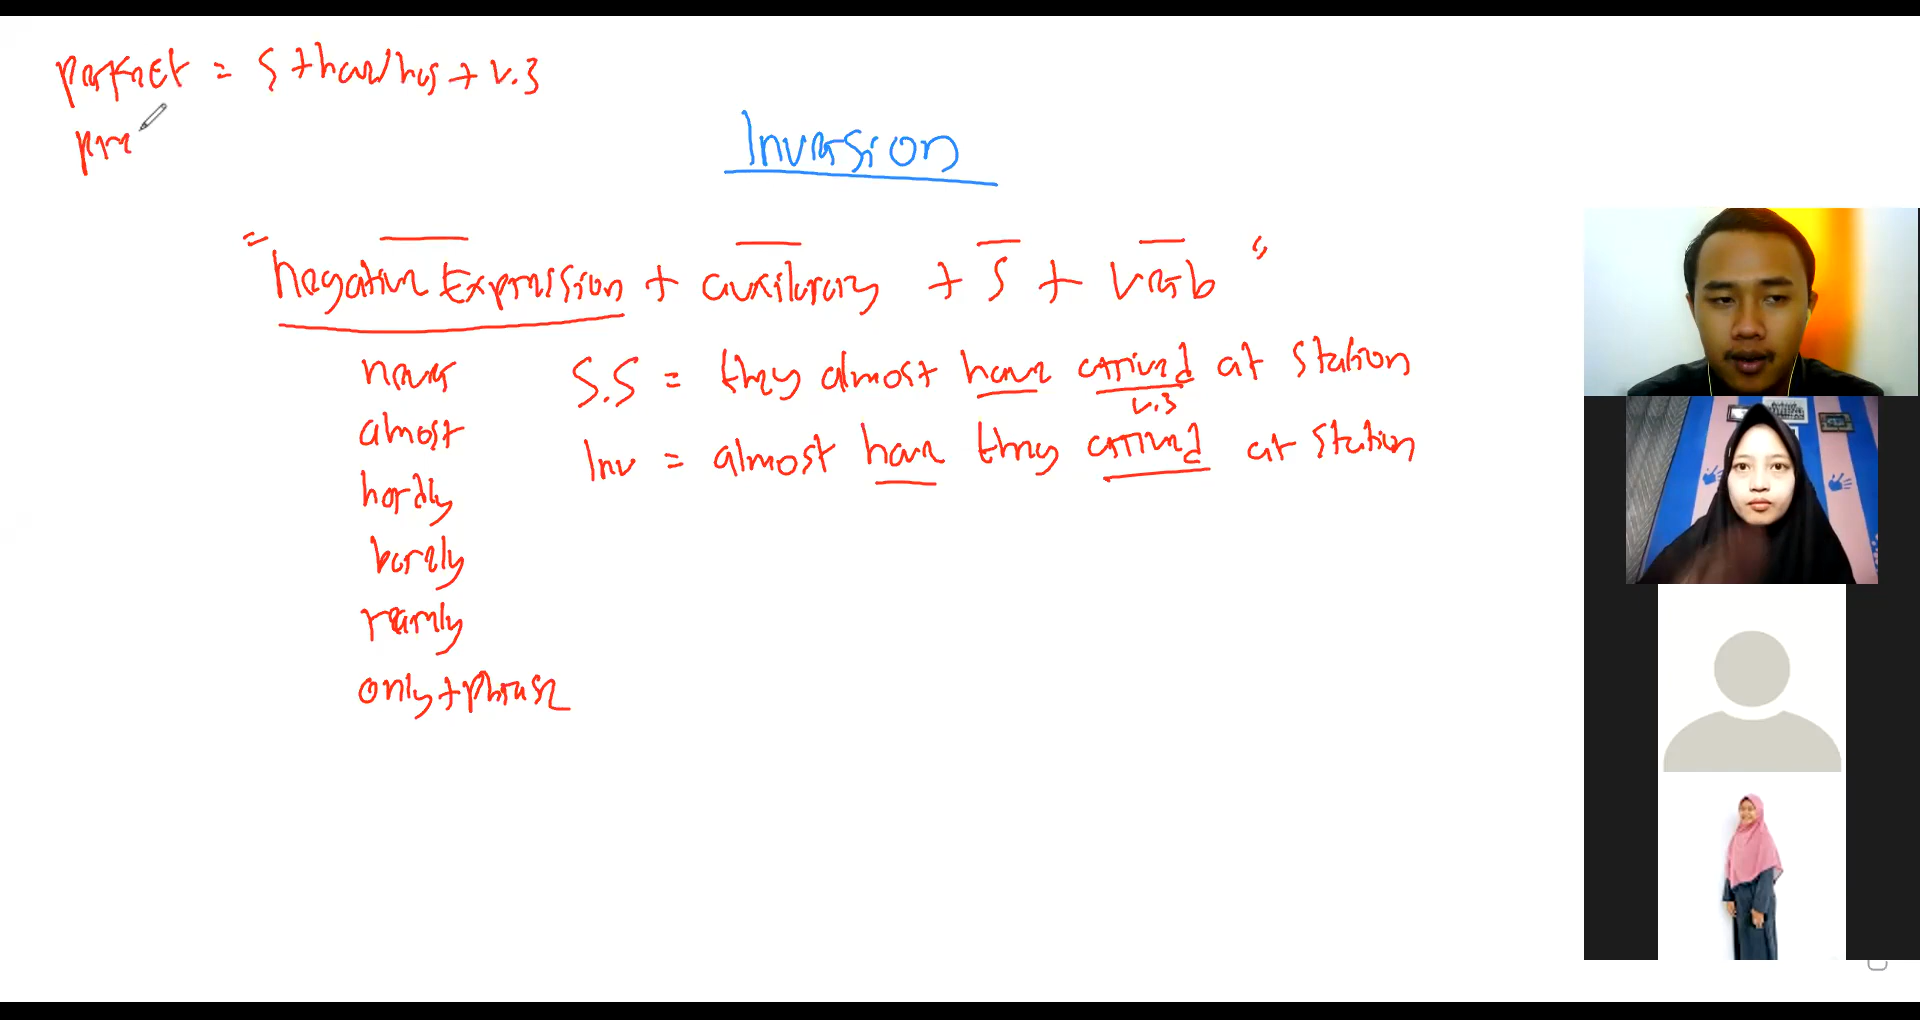 perfect = S + have/has + v.3
pre
Inversion
"negative Expression + auxilaray + S + verb"
never
almost
hardly
barely
rarely
only + phrase
S.S = they almost have arrived at station
v.3
Inv = almost have they arrived at station